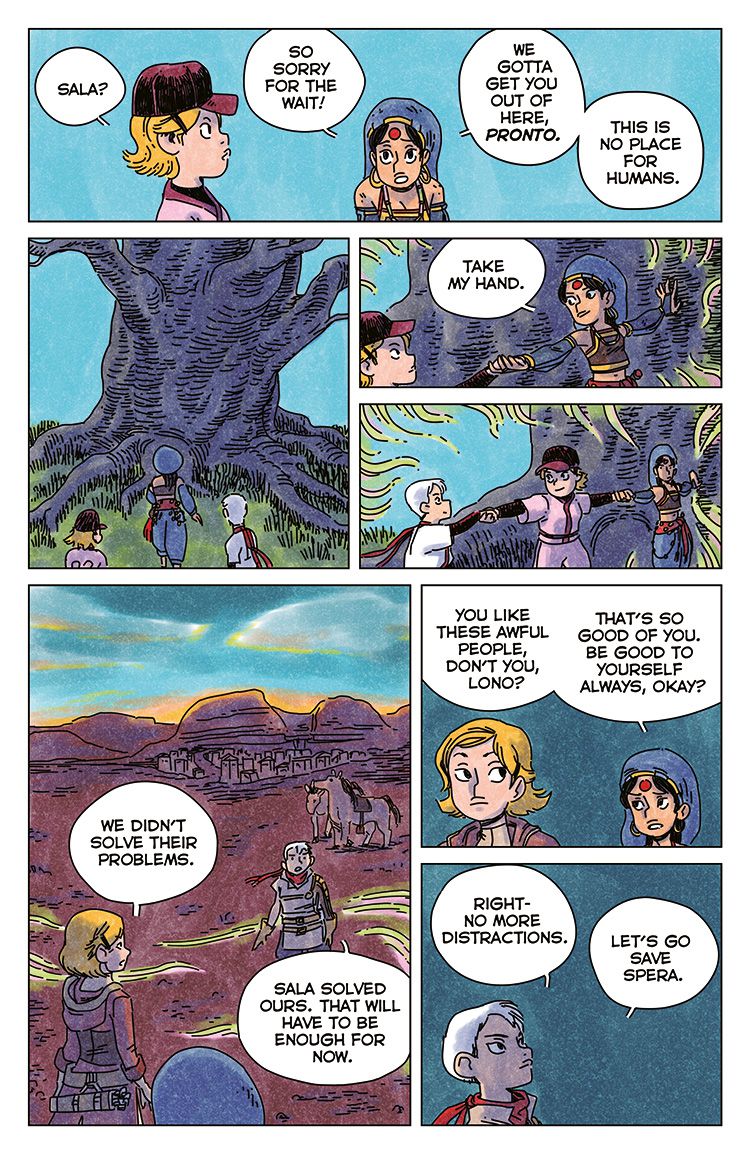 SALA?
SO
SORRY
FOR THE
WAIT!
WE
GOTTA
GET YOU
OUT OF
HERE,
PRONTO.
THIS IS
NO PLACE
FOR
HUMANS.
TAKE
MY HAND.
WE DIDN'T
SOLVE THEIR
PROBLEMS.
SALA SOLVED
OURS. THAT WILL
HAVE TO BE
ENOUGH FOR
NOW.
YOU LIKE
THESE AWFUL
PEOPLE,
DON'T YOU,
LONO?
THAT'S SO
GOOD OF YOU.
BE GOOD TO
YOURSELF
ALWAYS, OKAY?
RIGHT-
NO MORE
DISTRACTIONS.
LET'S GO
SAVE
SPERA.